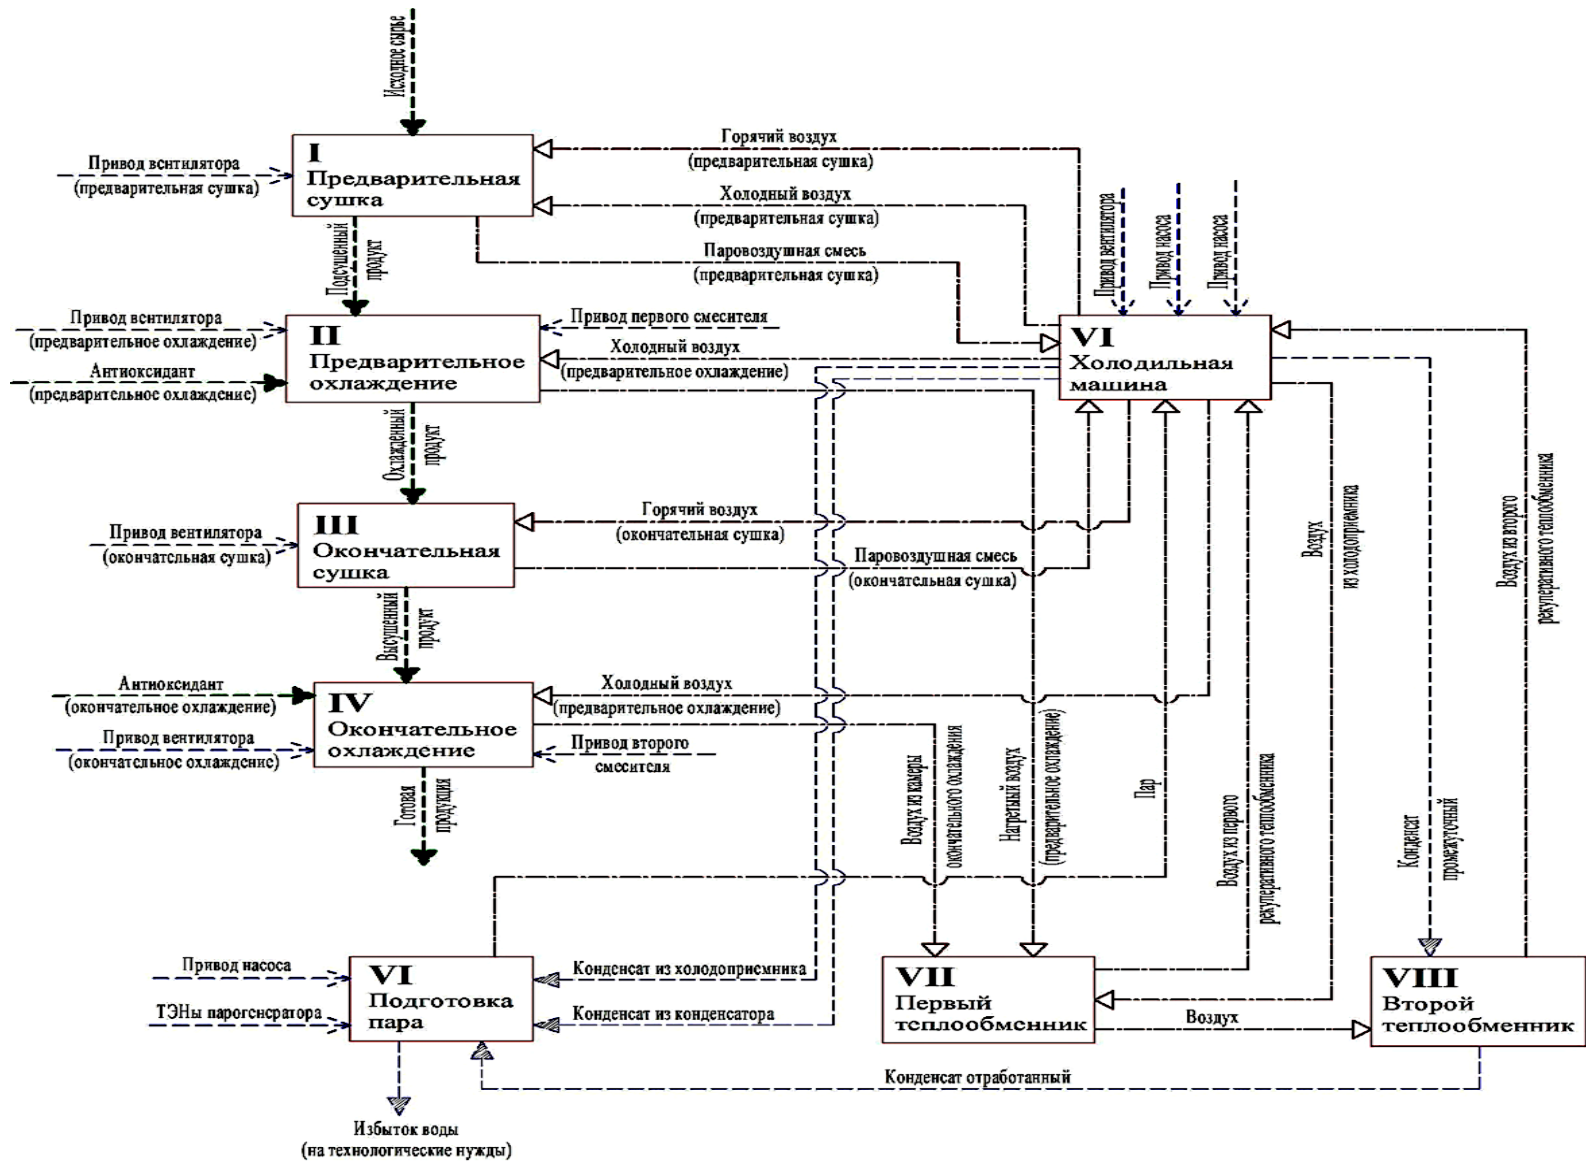 Исходное сырье
I
Предварительная
сушка
Привод вентилятора
(предварительная сушка)
Горячий воздух
(предварительная сушка)
Холодный воздух
(предварительная сушка)
Паровоздушная смесь
(предварительная сушка)
Подсушенный
продукт
Привод вентилятора
Привод насоса
Привод насоса
Привод вентилятора
(предварительное охлаждение)
Антиоксидант
(предварительное охлаждение)
II
Предварительное
охлаждение
Привод первого смесителя
Холодный воздух
(предварительное охлаждение)
VI
Холодильная
машина
Охлажденный
продукт
III
Окончательная
сушка
Привод вентилятора
(окончательная сушка)
Горячий воздух
(окончательная сушка)
Паровоздушная смесь
(окончательная сушка)
Воздух
из холодоприемника
Воздух из второго
рекуперативного теплообменника
Высушенный
продукт
Антиоксидант
(окончательное охлаждение)
Привод вентилятора
(окончательное охлаждение)
IV
Окончательное
охлаждение
Холодный воздух
(предварительное охлаждение)
Привод второго
смесителя
Готовая
продукция
Воздух из камеры
окончательного охлаждения
Нагретый воздух
(предварительное охлаждение)
Пар
Воздух из первого
рекуперативного теплообменника
Конденсат
промежуточный
Привод насоса
ТЭНы парогенератора
VI
Подготовка
пара
Конденсат из холодоприемника
Конденсат из конденсатора
VII
Первый
теплообменник
Воздух
VIII
Второй
теплообменник
Конденсат отработанный
Избыток воды
(на технологические нужды)